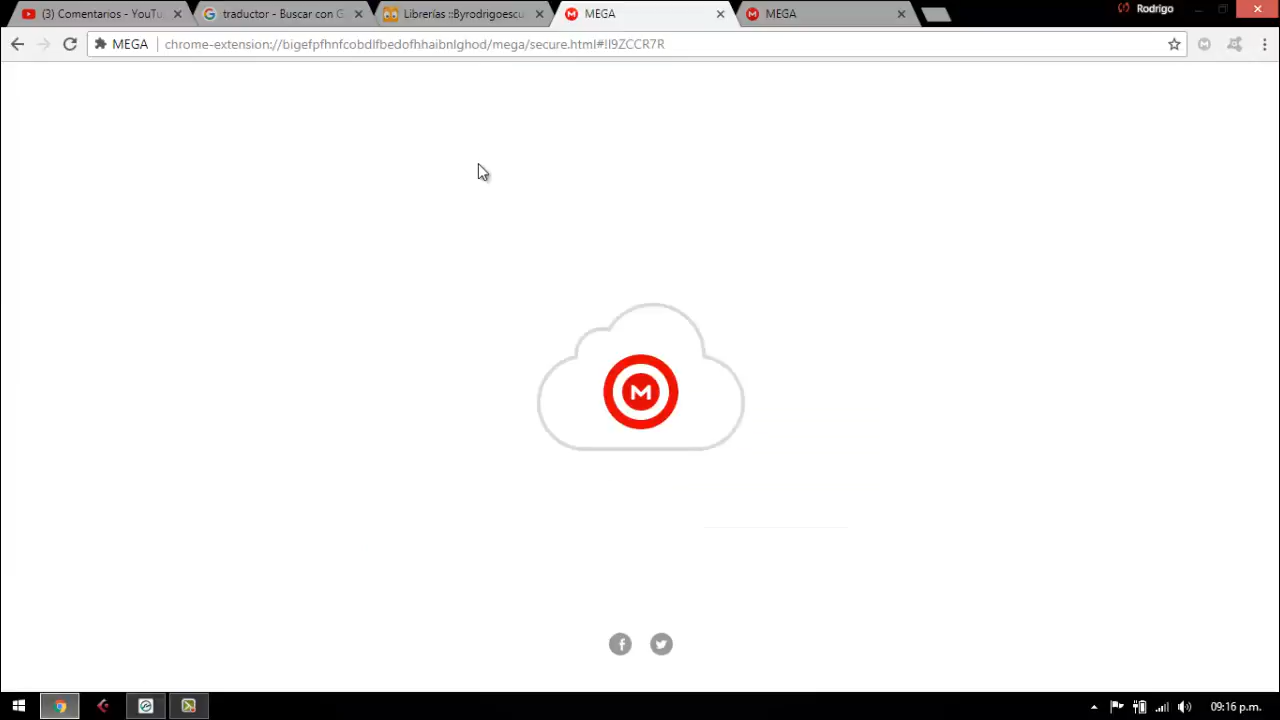 (3) Comentarios - YouTu
traductor - Buscar con G
Librerías ::Byrodrigoescu
MEGA
MEGA
Rodrigo
MEGA
chrome-extension://bigefpfhnfcobdlfbedofhhaibnlghod/mega/secure.html#!I9ZCCR7R
M
09:16 p.m.